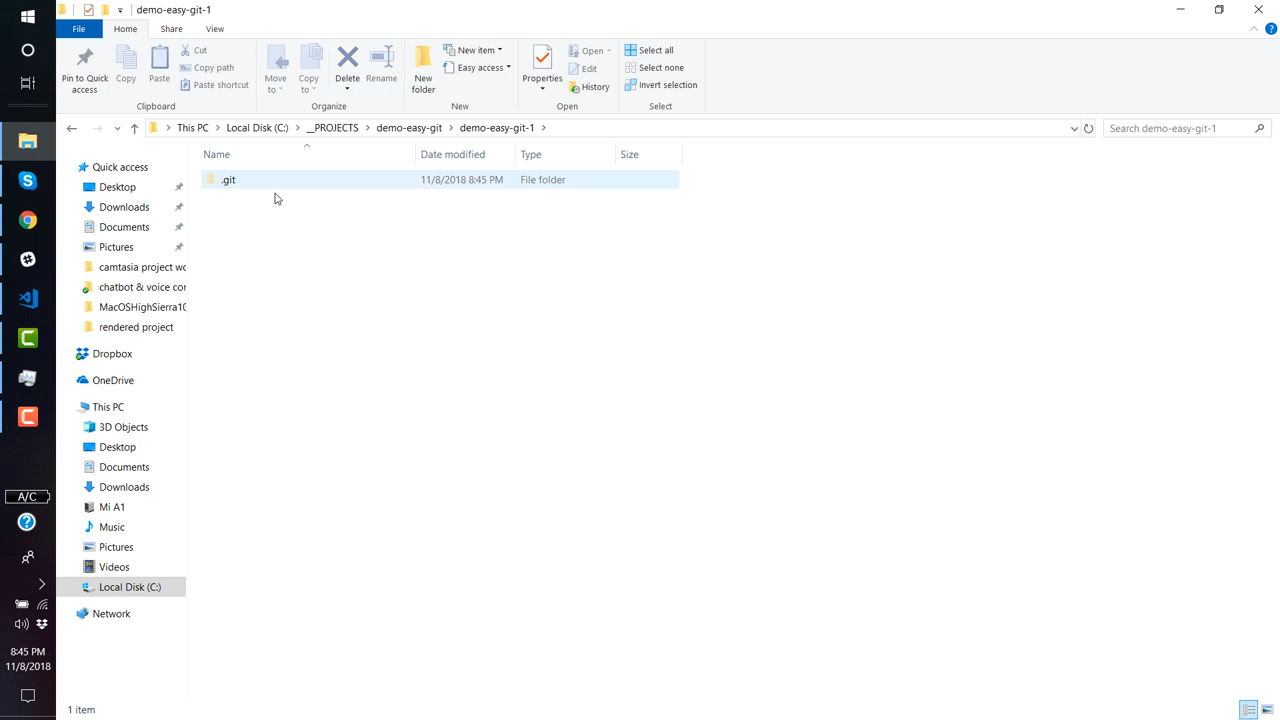 demo-easy-git-1
File Home Share View
Pin to Quick access
Copy
Paste
Cut
Copy path
Paste shortcut
Clipboard
Move to
Copy to
Delete
Rename
Organize
New folder
New item
Easy access
New
Properties
Open
Edit
History
Open
Select all
Select none
Invert selection
Select
This PC Local Disk (C:) __PROJECTS demo-easy-git demo-easy-git-1
Search demo-easy-git-1
Name Date modified Type Size
.git 11/8/2018 8:45 PM File folder
Quick access
Desktop
Downloads
Documents
Pictures
camtasia project wo
chatbot & voice cor
MacOSHighSierra10
rendered project
Dropbox
OneDrive
This PC
3D Objects
Desktop
Documents
Downloads
Mi A1
Music
Pictures
Videos
Local Disk (C:)
Network
A/C
8:45 PM
11/8/2018
1 item